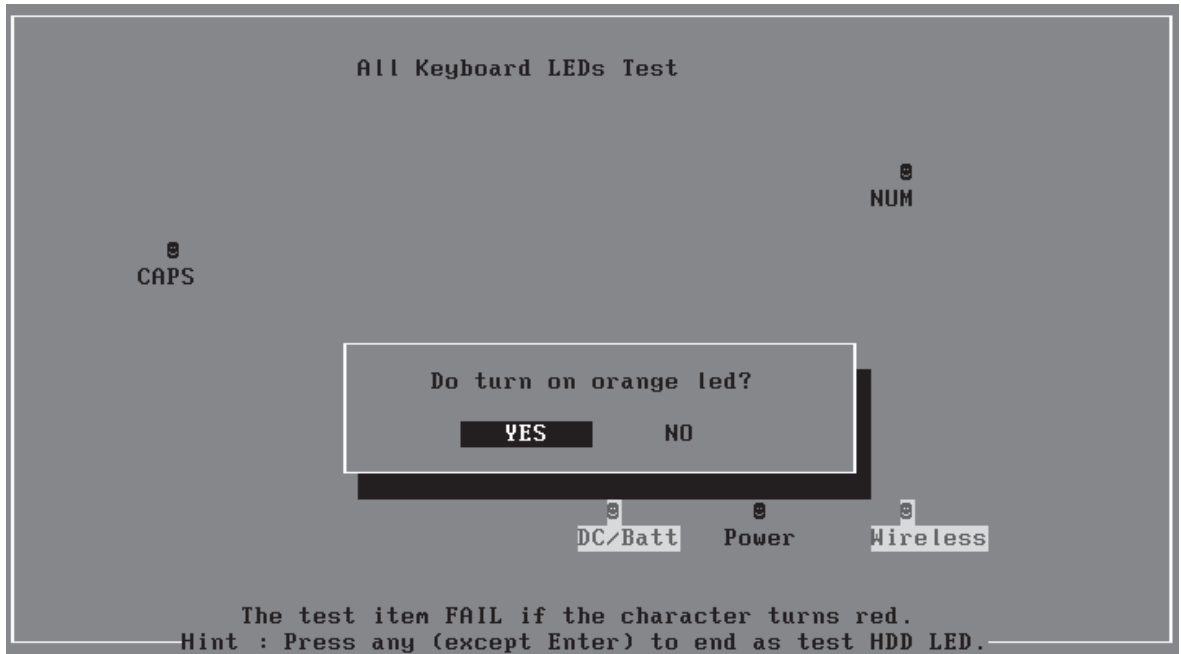 All Keyboard LEDs Test
NUM
CAPS
Do turn on orange led?
YES NO
DC/Batt Power Wireless
The test item FAIL if the character turns red.
Hint : Press any (except Enter) to end as test HDD LED.